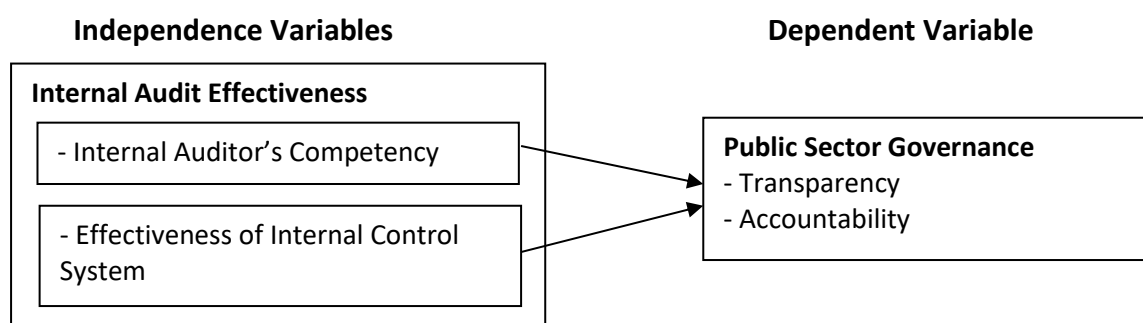 Independence Variables
Dependent Variable
Internal Audit Effectiveness
- Internal Auditor’s Competency
- Effectiveness of Internal Control
System
Public Sector Governance
- Transparency
- Accountability